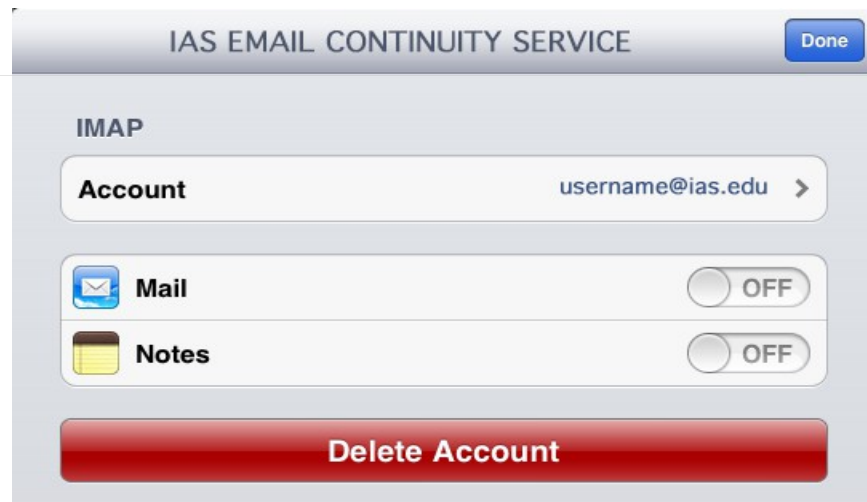 IAS EMAIL CONTINUITY SERVICE Done
IMAP
Account username@ias.edu
Mail OFF
Notes OFF
Delete Account